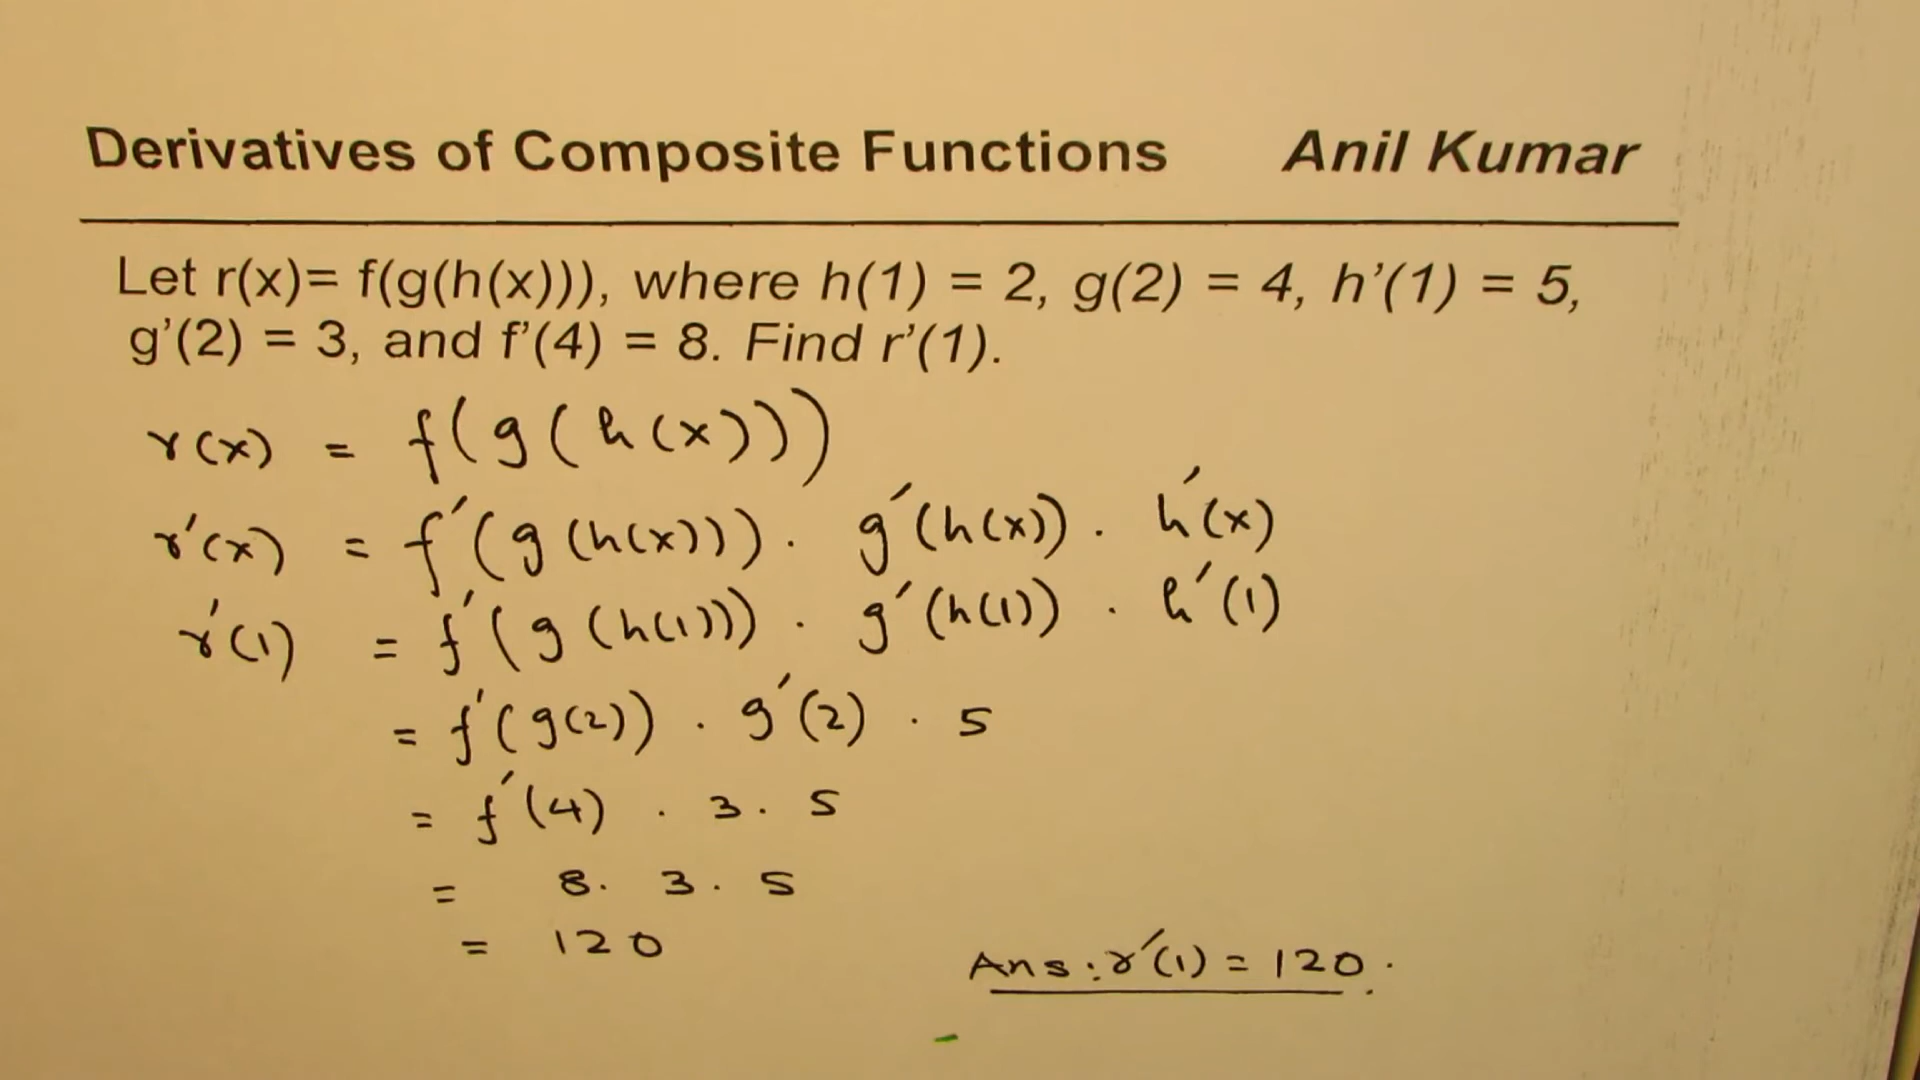 Derivatives of Composite Functions Anil Kumar
Let r(x)= f(g(h(x))), where h(1) = 2, g(2) = 4, h’(1) = 5,
g’(2) = 3, and f’(4) = 8. Find r’(1).
r(x) = f(g(h(x)))
r'(x) = f'(g(h(x))) · g'(h(x)) · h'(x)
r'(1) = f'(g(h(1))) · g'(h(1)) · h'(1)
= f'(g(2)) · g'(2) · 5
= f'(4) · 3 · 5
= 8 · 3 · 5
= 120
Ans: r'(1) = 120.